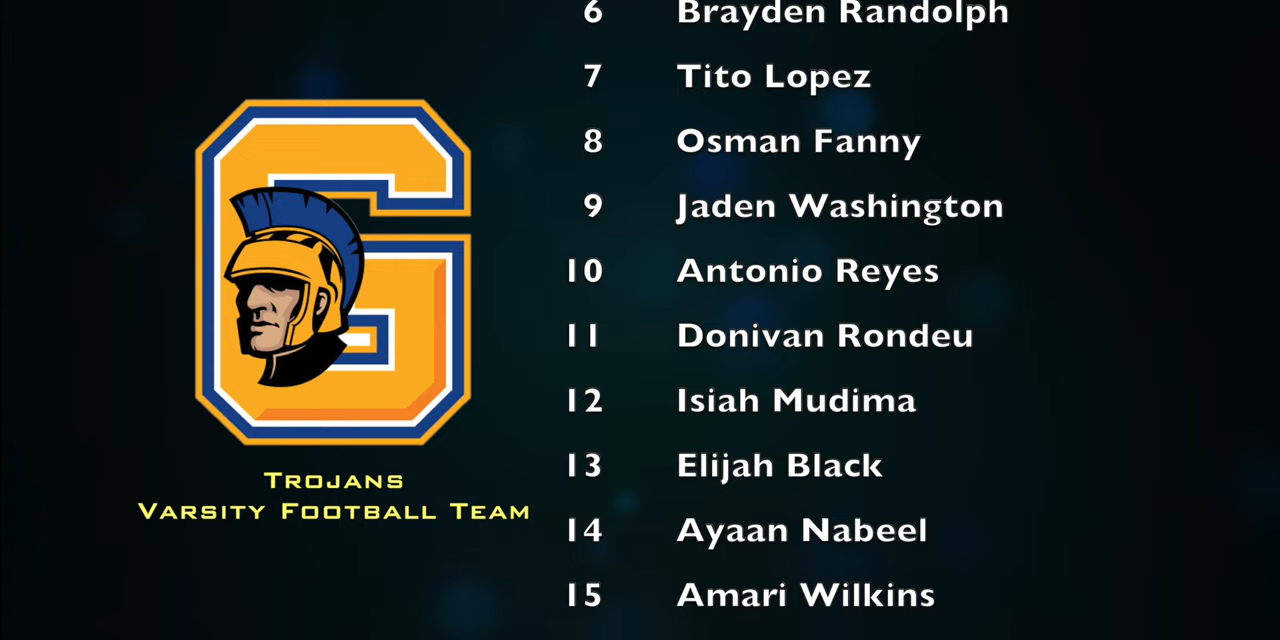 6 Brayden Randolph
7 Tito Lopez
8 Osman Fanny
9 Jaden Washington
10 Antonio Reyes
11 Donivan Rondeu
12 Isiah Mudima
13 Elijah Black
14 Ayaan Nabeel
15 Amari Wilkins
G
Trojans
Varsity Football Team